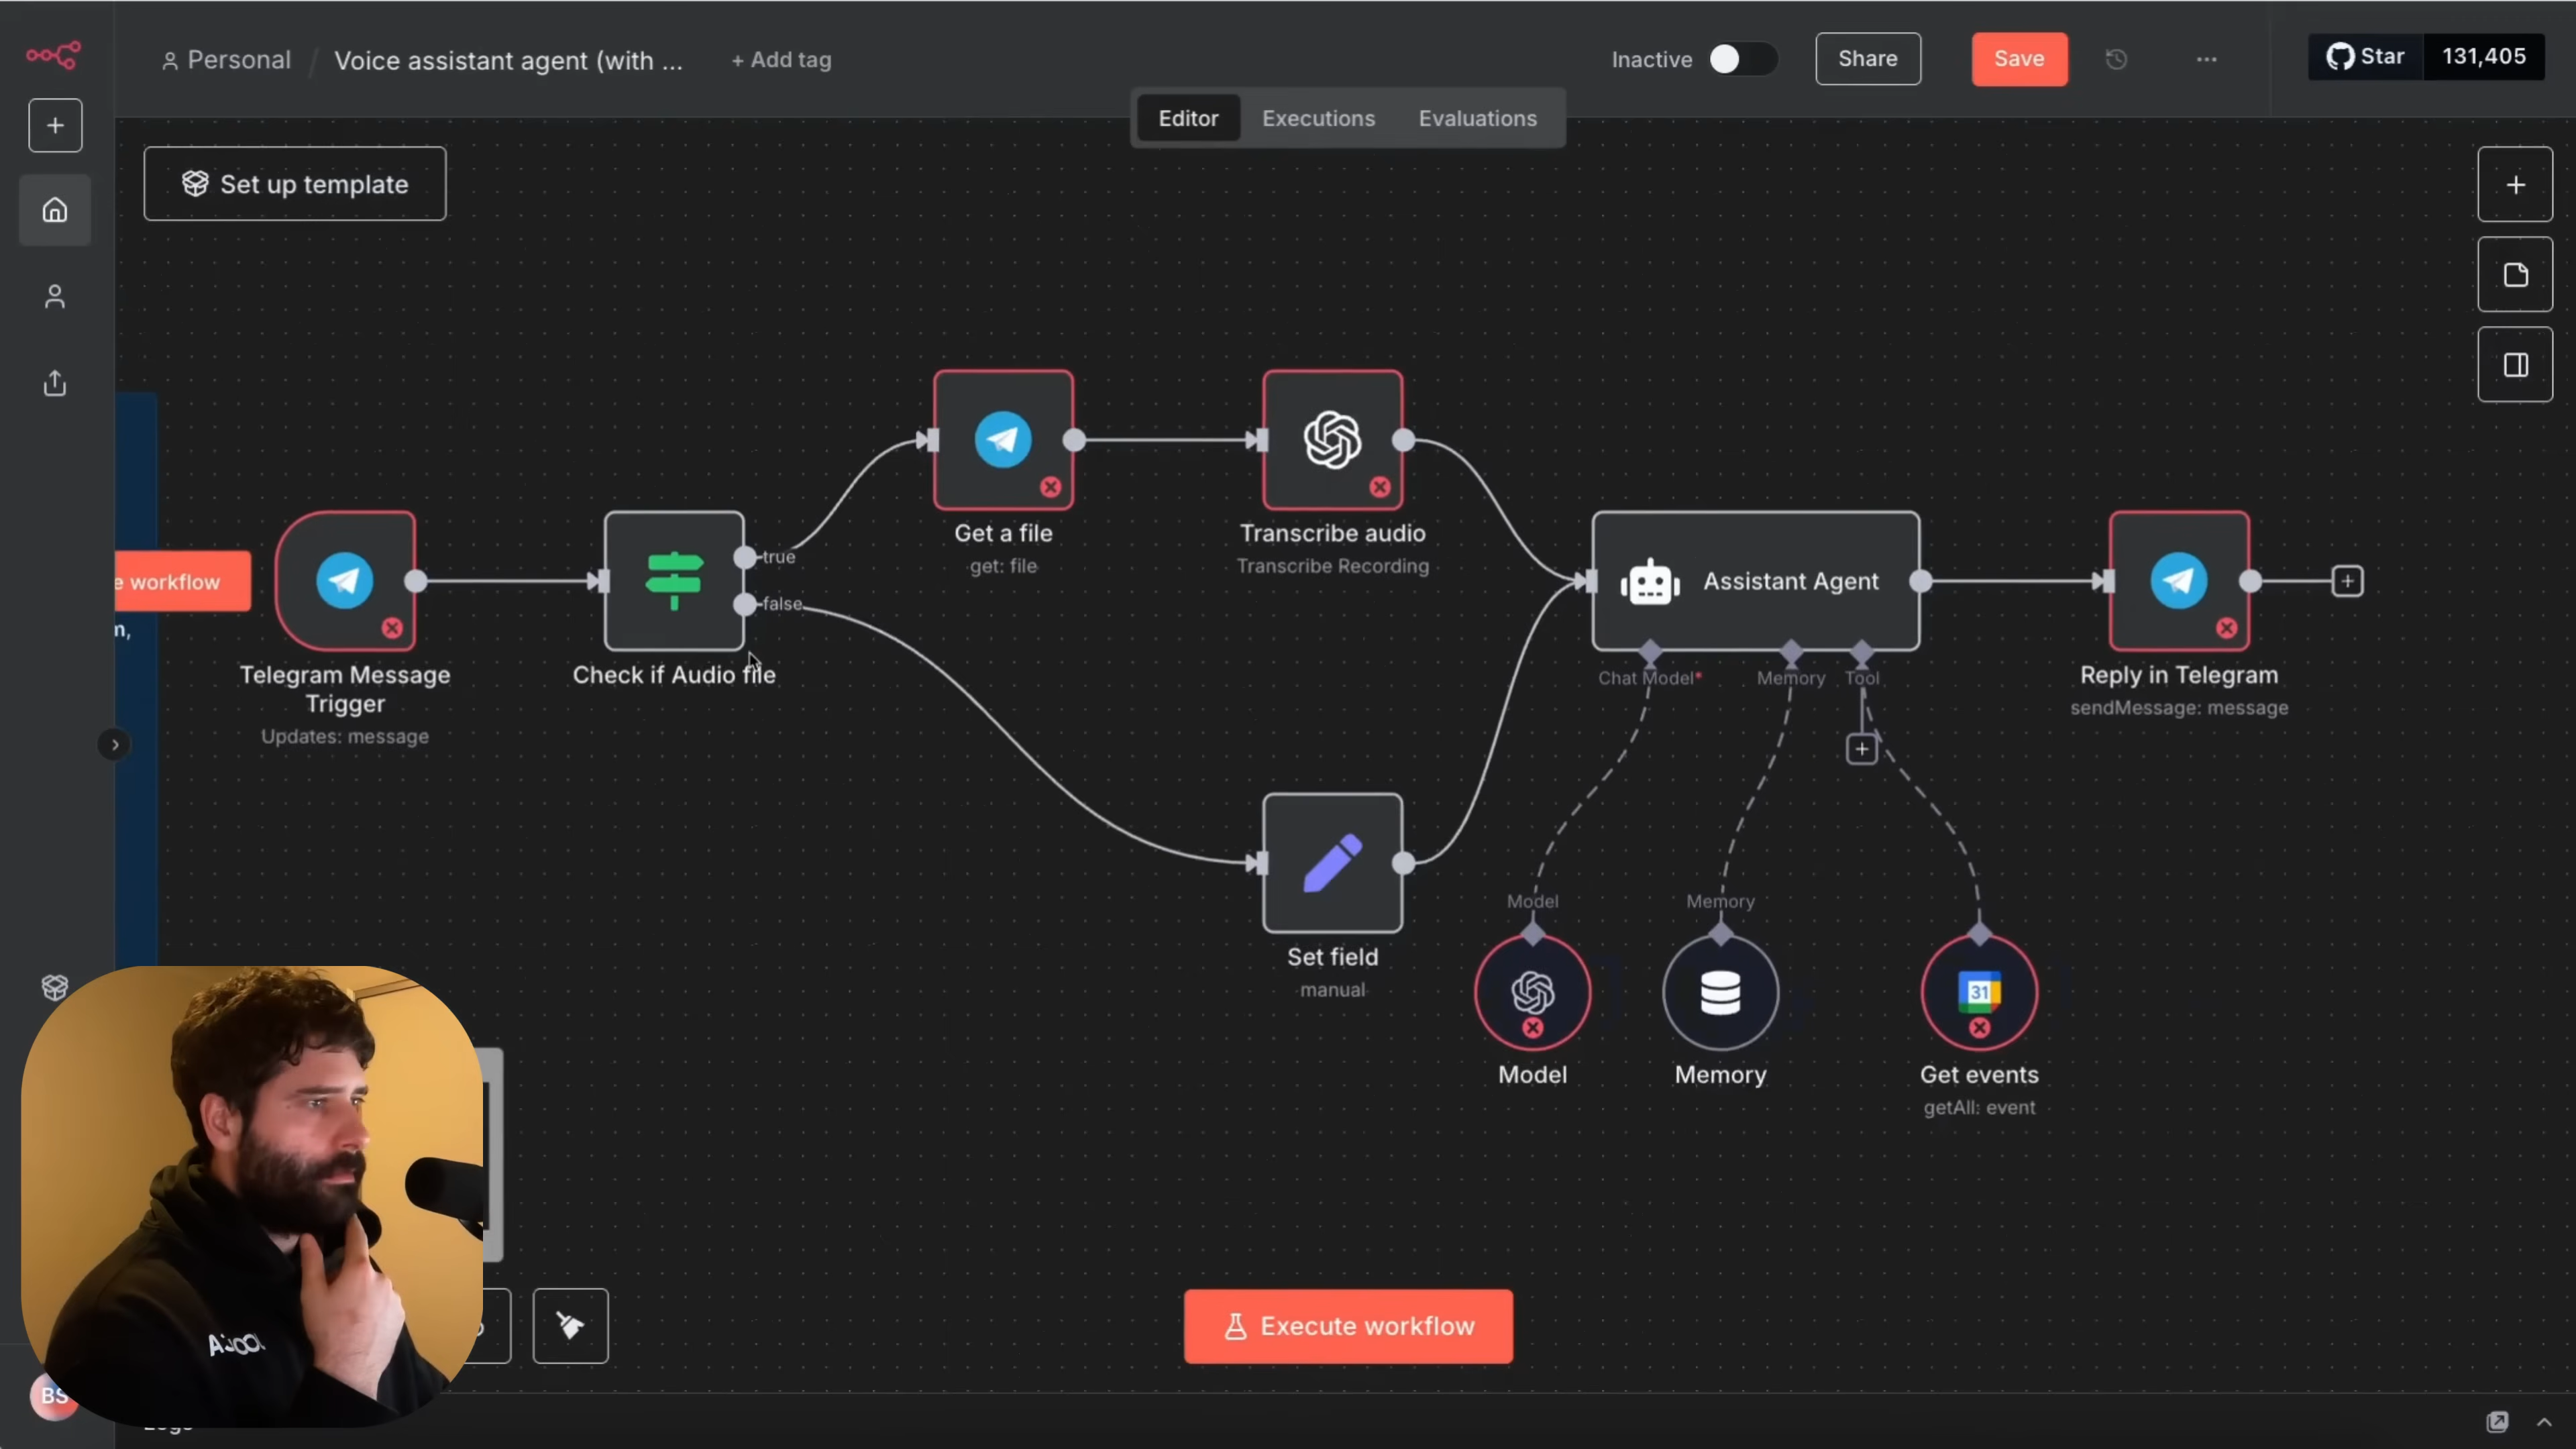 Personal / Voice assistant agent (with ... + Add tag
Inactive Share Save ... Star 131,405
Editor Executions Evaluations
Set up template
Get a file
get: file
Transcribe audio
Transcribe Recording
true
false
e workflow
m,
Telegram Message
Trigger
Updates: message
Check if Audio file
Assistant Agent
Chat Model*
Memory
Tool
Reply in Telegram
sendMessage: message
Set field
manual
Model
Memory
31
Model
Memory
Get events
getAll: event
Execute workflow
BS